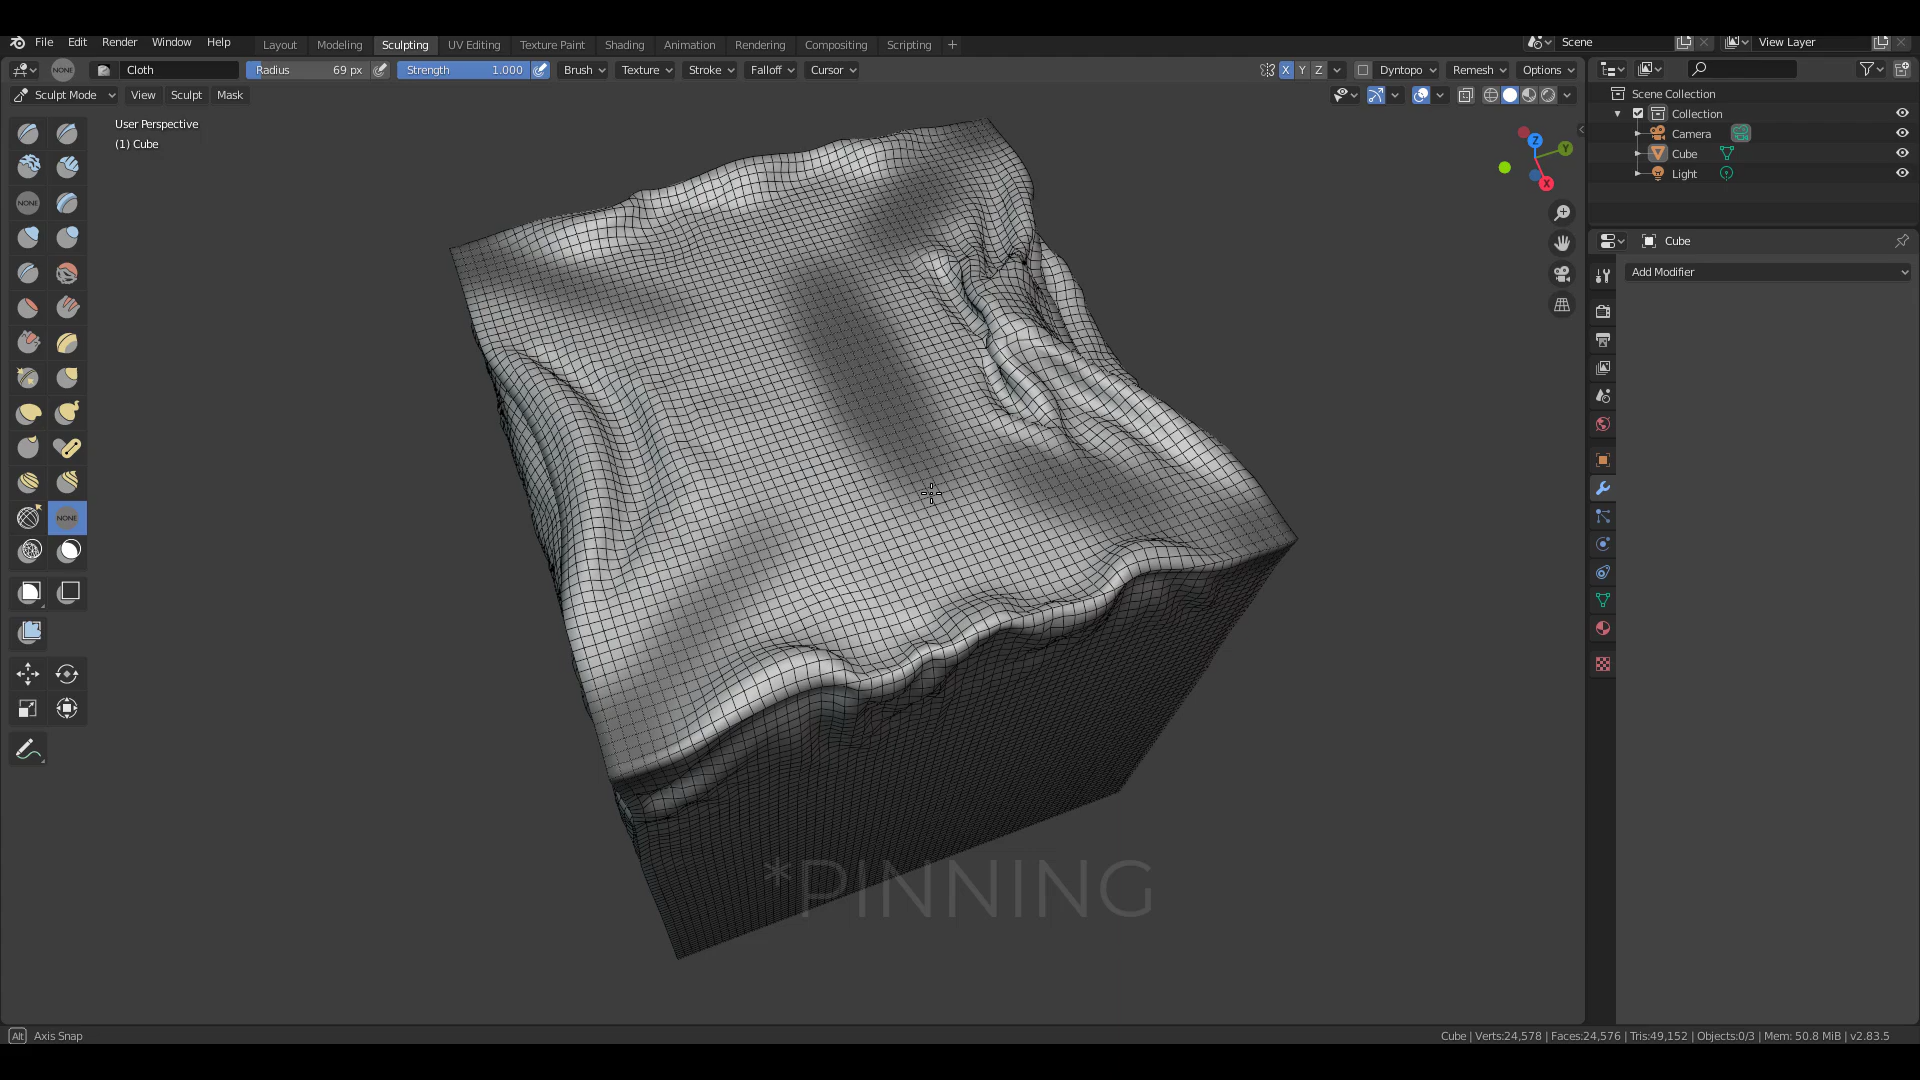 File Edit Render Window Help Layout Modeling Sculpting UV Editing Texture Paint Shading Animation Rendering Compositing Scripting + Scene View Layer
NONE Cloth Radius 69 px Strength 1.000 Brush Texture Stroke Falloff Cursor X Y Z Dyntopo Remesh Options
Sculpt Mode View Sculpt Mask
Scene Collection
Collection
Camera
Cube
Light
User Perspective
(1) Cube
Z
Y
X
NONE
Cube
Add Modifier
NONE
*PINNING
Alt Axis Snap
Cube | Verts:24,578 | Faces:24,576 | Tris:49,152 | Objects:0/3 | Mem: 50.8 MiB | v2.83.5